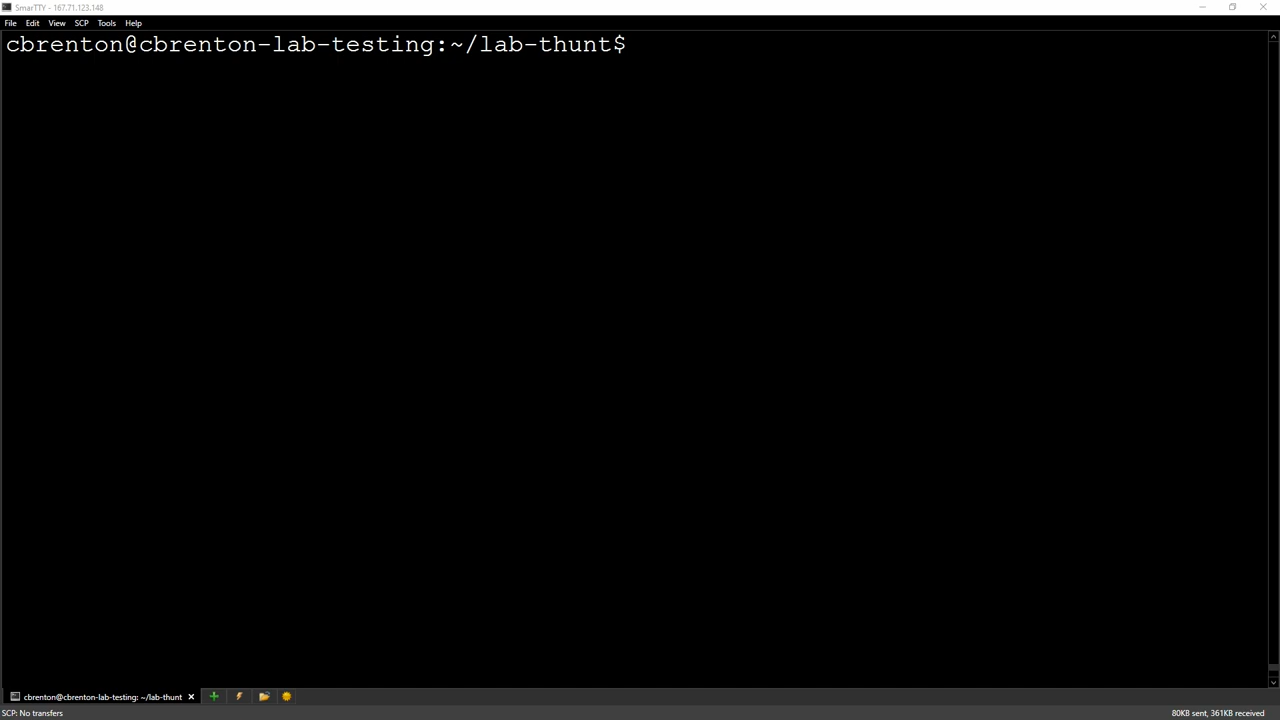 SmarTTY - 167.71.123.148
File Edit View SCP Tools Help
cbrenton@cbrenton-lab-testing:~/lab-thunt$
cbrenton@cbrenton-lab-testing: ~/lab-thunt
SCP: No transfers
80KB sent, 361KB received